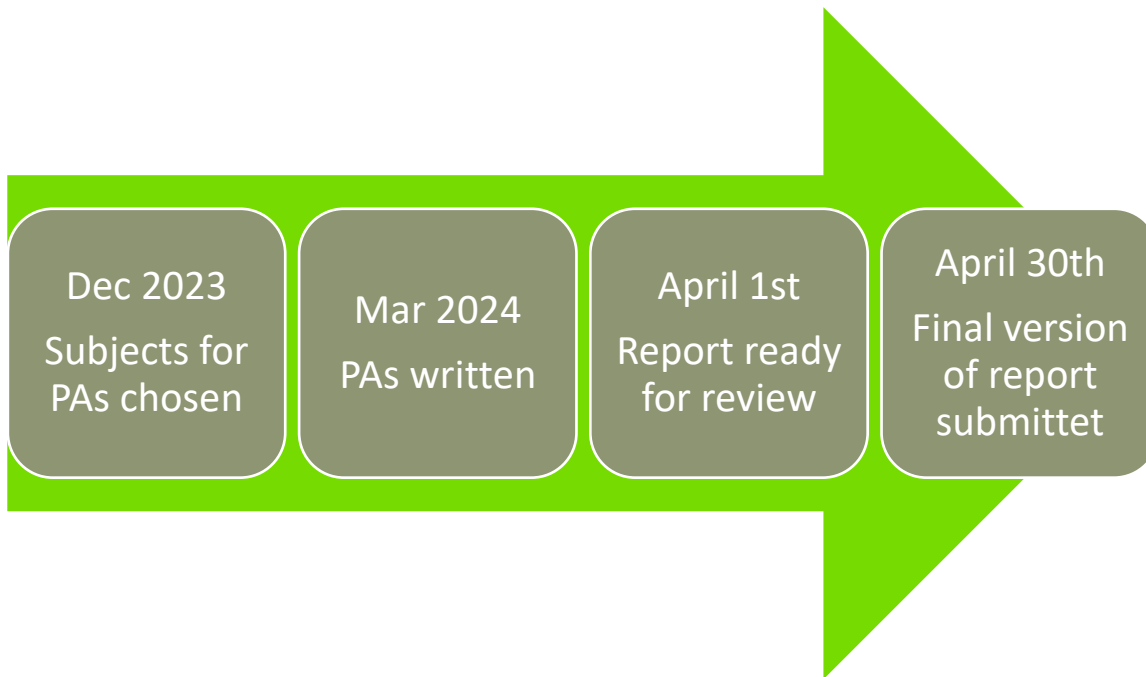 Dec 2023
Subjects for
PAs chosen
Mar 2024
PAs written
April 1st
Report ready
for review
April 30th
Final version
of report
submittet